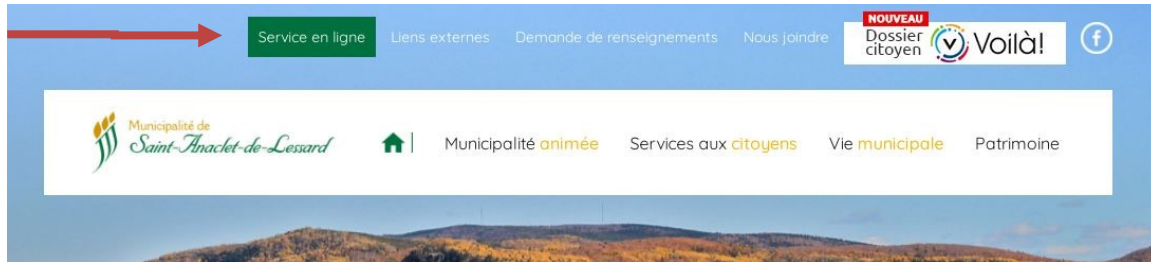 Service en ligne Liens externes Demande de renseignements Nous joindre
NOUVEAU
Dossier
citoyen
Voilà!
Municipalité de
Saint-Anaclet-de-Lessard
Municipalité animée Services aux citoyens Vie municipale Patrimoine